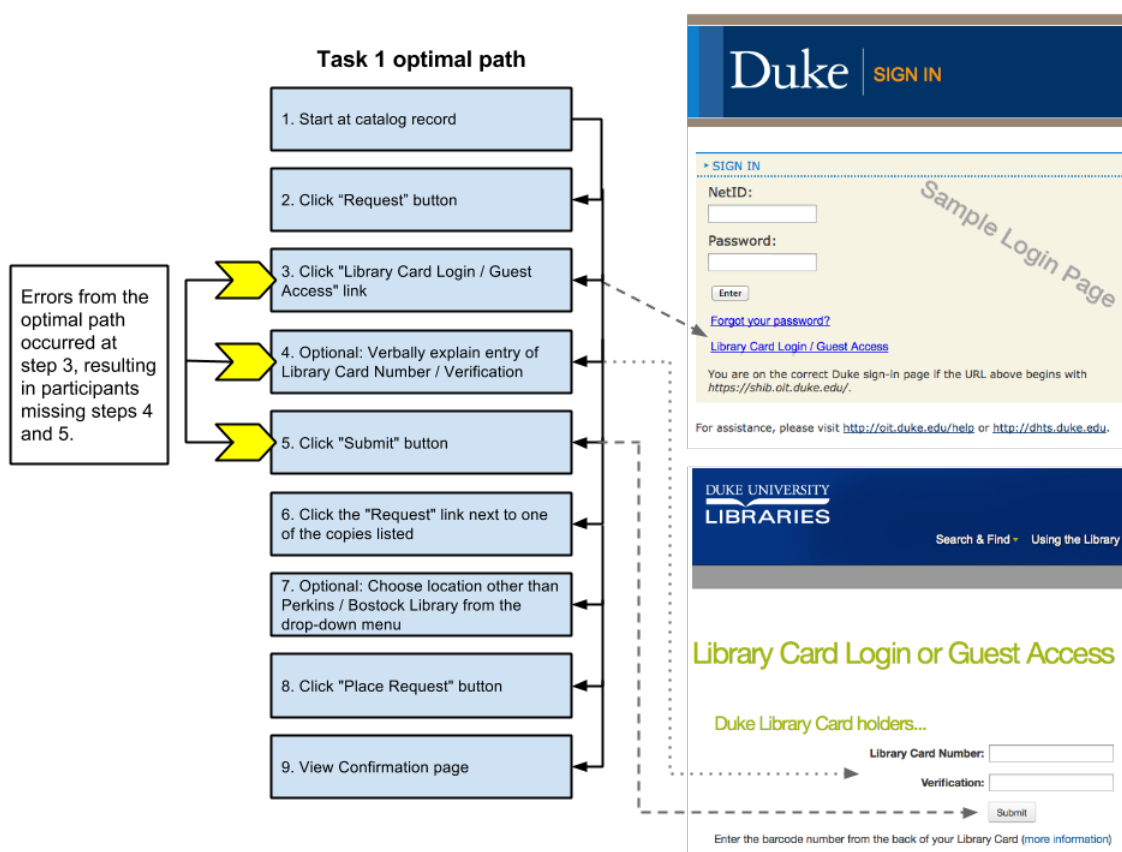 Task 1 optimal path
1. Start at catalog record
2. Click “Request” button
3. Click "Library Card Login / Guest
Access" link
4. Optional: Verbally explain entry of
Library Card Number / Verification
5. Click "Submit" button
6. Click the "Request" link next to one
of the copies listed
7. Optional: Choose location other than
Perkins / Bostock Library from the
drop-down menu
8. Click "Place Request" button
9. View Confirmation page
Errors from the
optimal path
occurred at
step 3, resulting
in participants
missing steps 4
and 5.
Duke SIGN IN
SIGN IN
NetID:
Password:
Enter
Forgot your password?
Library Card Login / Guest Access
You are on the correct Duke sign-in page if the URL above begins with
https://shib.oit.duke.edu/.
Sample Login Page
For assistance, please visit http://oit.duke.edu/help or http://dhts.duke.edu.
DUKE UNIVERSITY
LIBRARIES
Search & Find Using the Library
Library Card Login or Guest Access
Duke Library Card holders...
Library Card Number:
Verification:
Submit
Enter the barcode number from the back of your Library Card (more information)